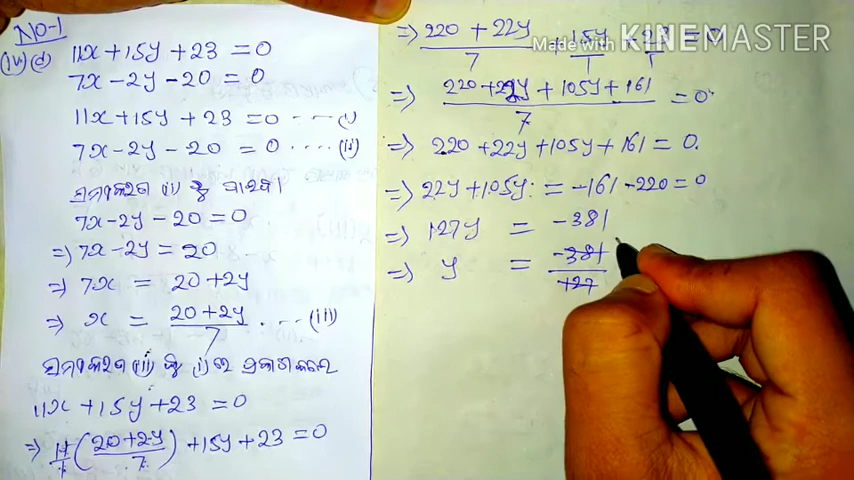 NO-1
(iv)(d) 11x + 15y + 23 = 0
7x - 2y - 20 = 0
11x + 15y + 23 = 0 --- (i)
7x - 2y - 20 = 0 .... (ii)
ସମୀକରଣ (ii) ରୁ ପାଇବା
7x - 2y - 20 = 0
=> 7x - 2y = 20
=> 7x = 20 + 2y
=> x = (20 + 2y)/7 ... (iii)
ସମୀକରଣ (iii) କୁ (i) ରେ ପ୍ରକାଶ କଲେ
11x + 15y + 23 = 0
=> 11/1 ((20 + 2y)/7) + 15y + 23 = 0
=> (220 + 22y)/7 + 15y/1 + 23/1 = 0
=> (220 + 22y + 105y + 161)/7 = 0
=> 220 + 22y + 105y + 161 = 0.
=> 22y + 105y = -161 - 220 = 0
=> 127y = -381
=> y = -381/127
Made with KINEMASTER